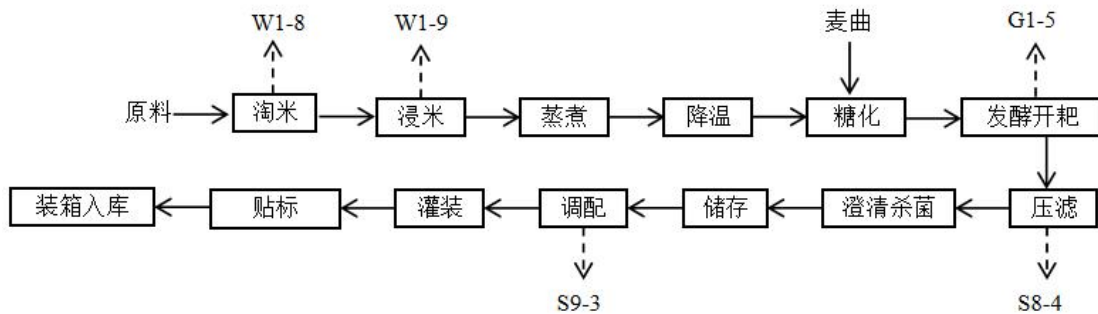 W1-8
W1-9
麦曲
G1-5
原料
淘米
浸米
蒸煮
降温
糖化
发酵开耙
装箱入库
贴标
灌装
调配
储存
澄清杀菌
压滤
S9-3
S8-4